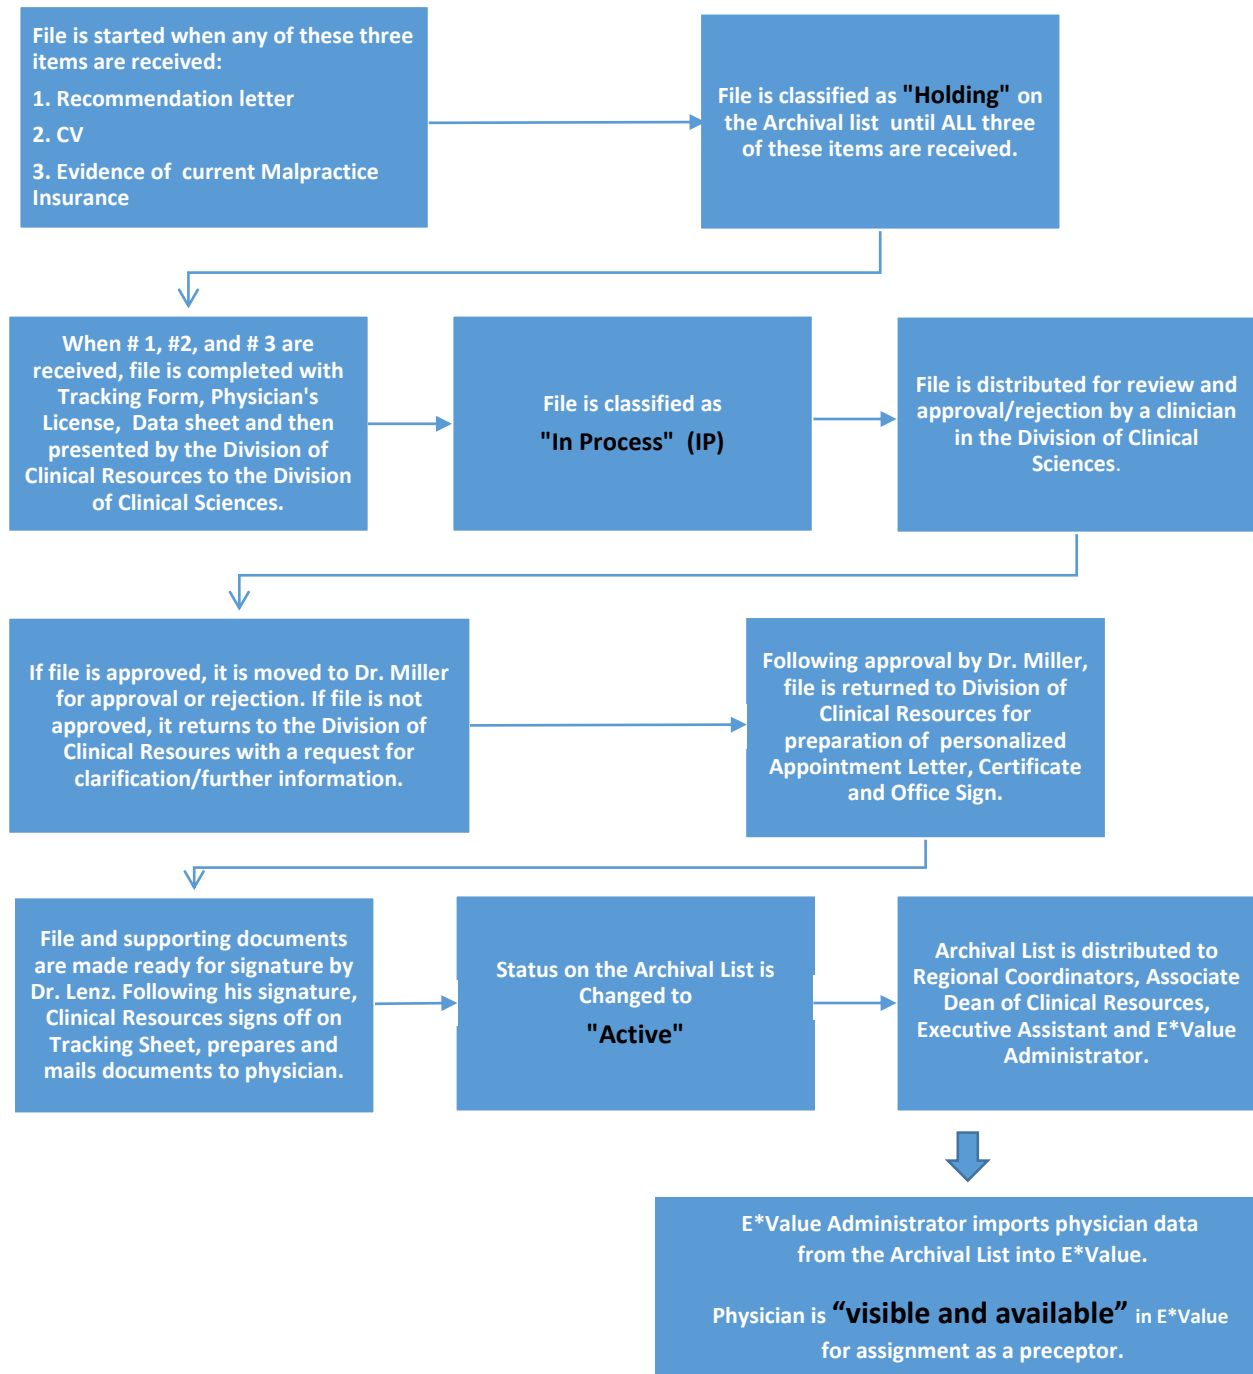 File is started when any of these three
items are received:
1. Recommendation letter
2. CV
3. Evidence of current Malpractice
Insurance
File is classified as "Holding" on
the Archival list until ALL three
of these items are received.
When # 1, #2, and # 3 are
received, file is completed with
Tracking Form, Physician's
License, Data sheet and then
presented by the Division of
Clinical Resources to the Division
of Clinical Sciences.
File is classified as
"In Process" (IP)
File is distributed for review and
approval/rejection by a clinician
in the Division of Clinical
Sciences.
If file is approved, it is moved to Dr. Miller
for approval or rejection. If file is not
approved, it returns to the Division of
Clinical Resoures with a request for
clarification/further information.
Following approval by Dr. Miller,
file is returned to Division of
Clinical Resources for
preparation of personalized
Appointment Letter, Certificate
and Office Sign.
File and supporting documents
are made ready for signature by
Dr. Lenz. Following his signature,
Clinical Resources signs off on
Tracking Sheet, prepares and
mails documents to physician.
Status on the Archival List is
Changed to
"Active"
Archival List is distributed to
Regional Coordinators, Associate
Dean of Clinical Resources,
Executive Assistant and E*Value
Administrator.
E*Value Administrator imports physician data
from the Archival List into E*Value.
Physician is “visible and available” in E*Value
for assignment as a preceptor.